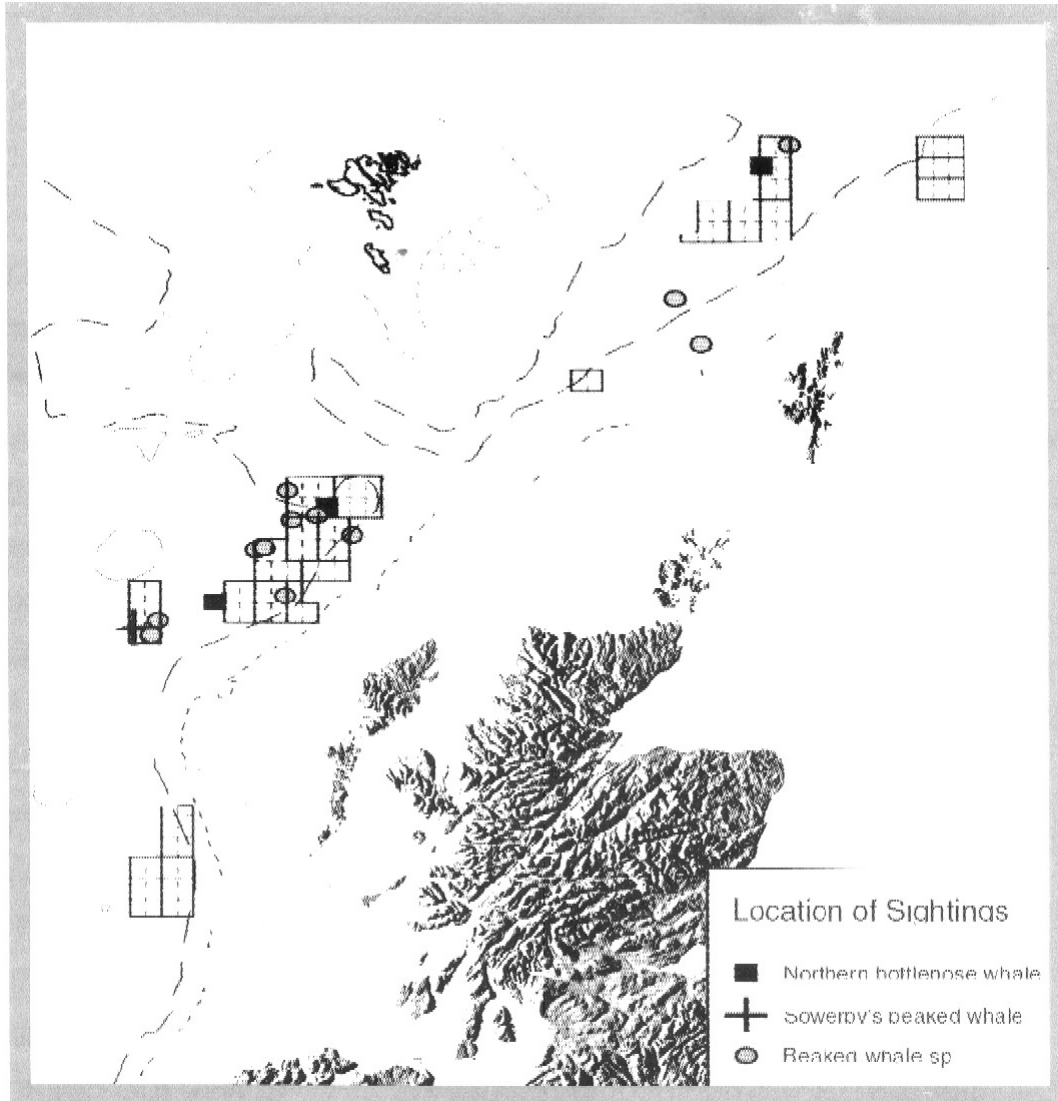 Location of Sightings
Northern bottlenose whale
Sowerby's beaked whale
Beaked whale sp